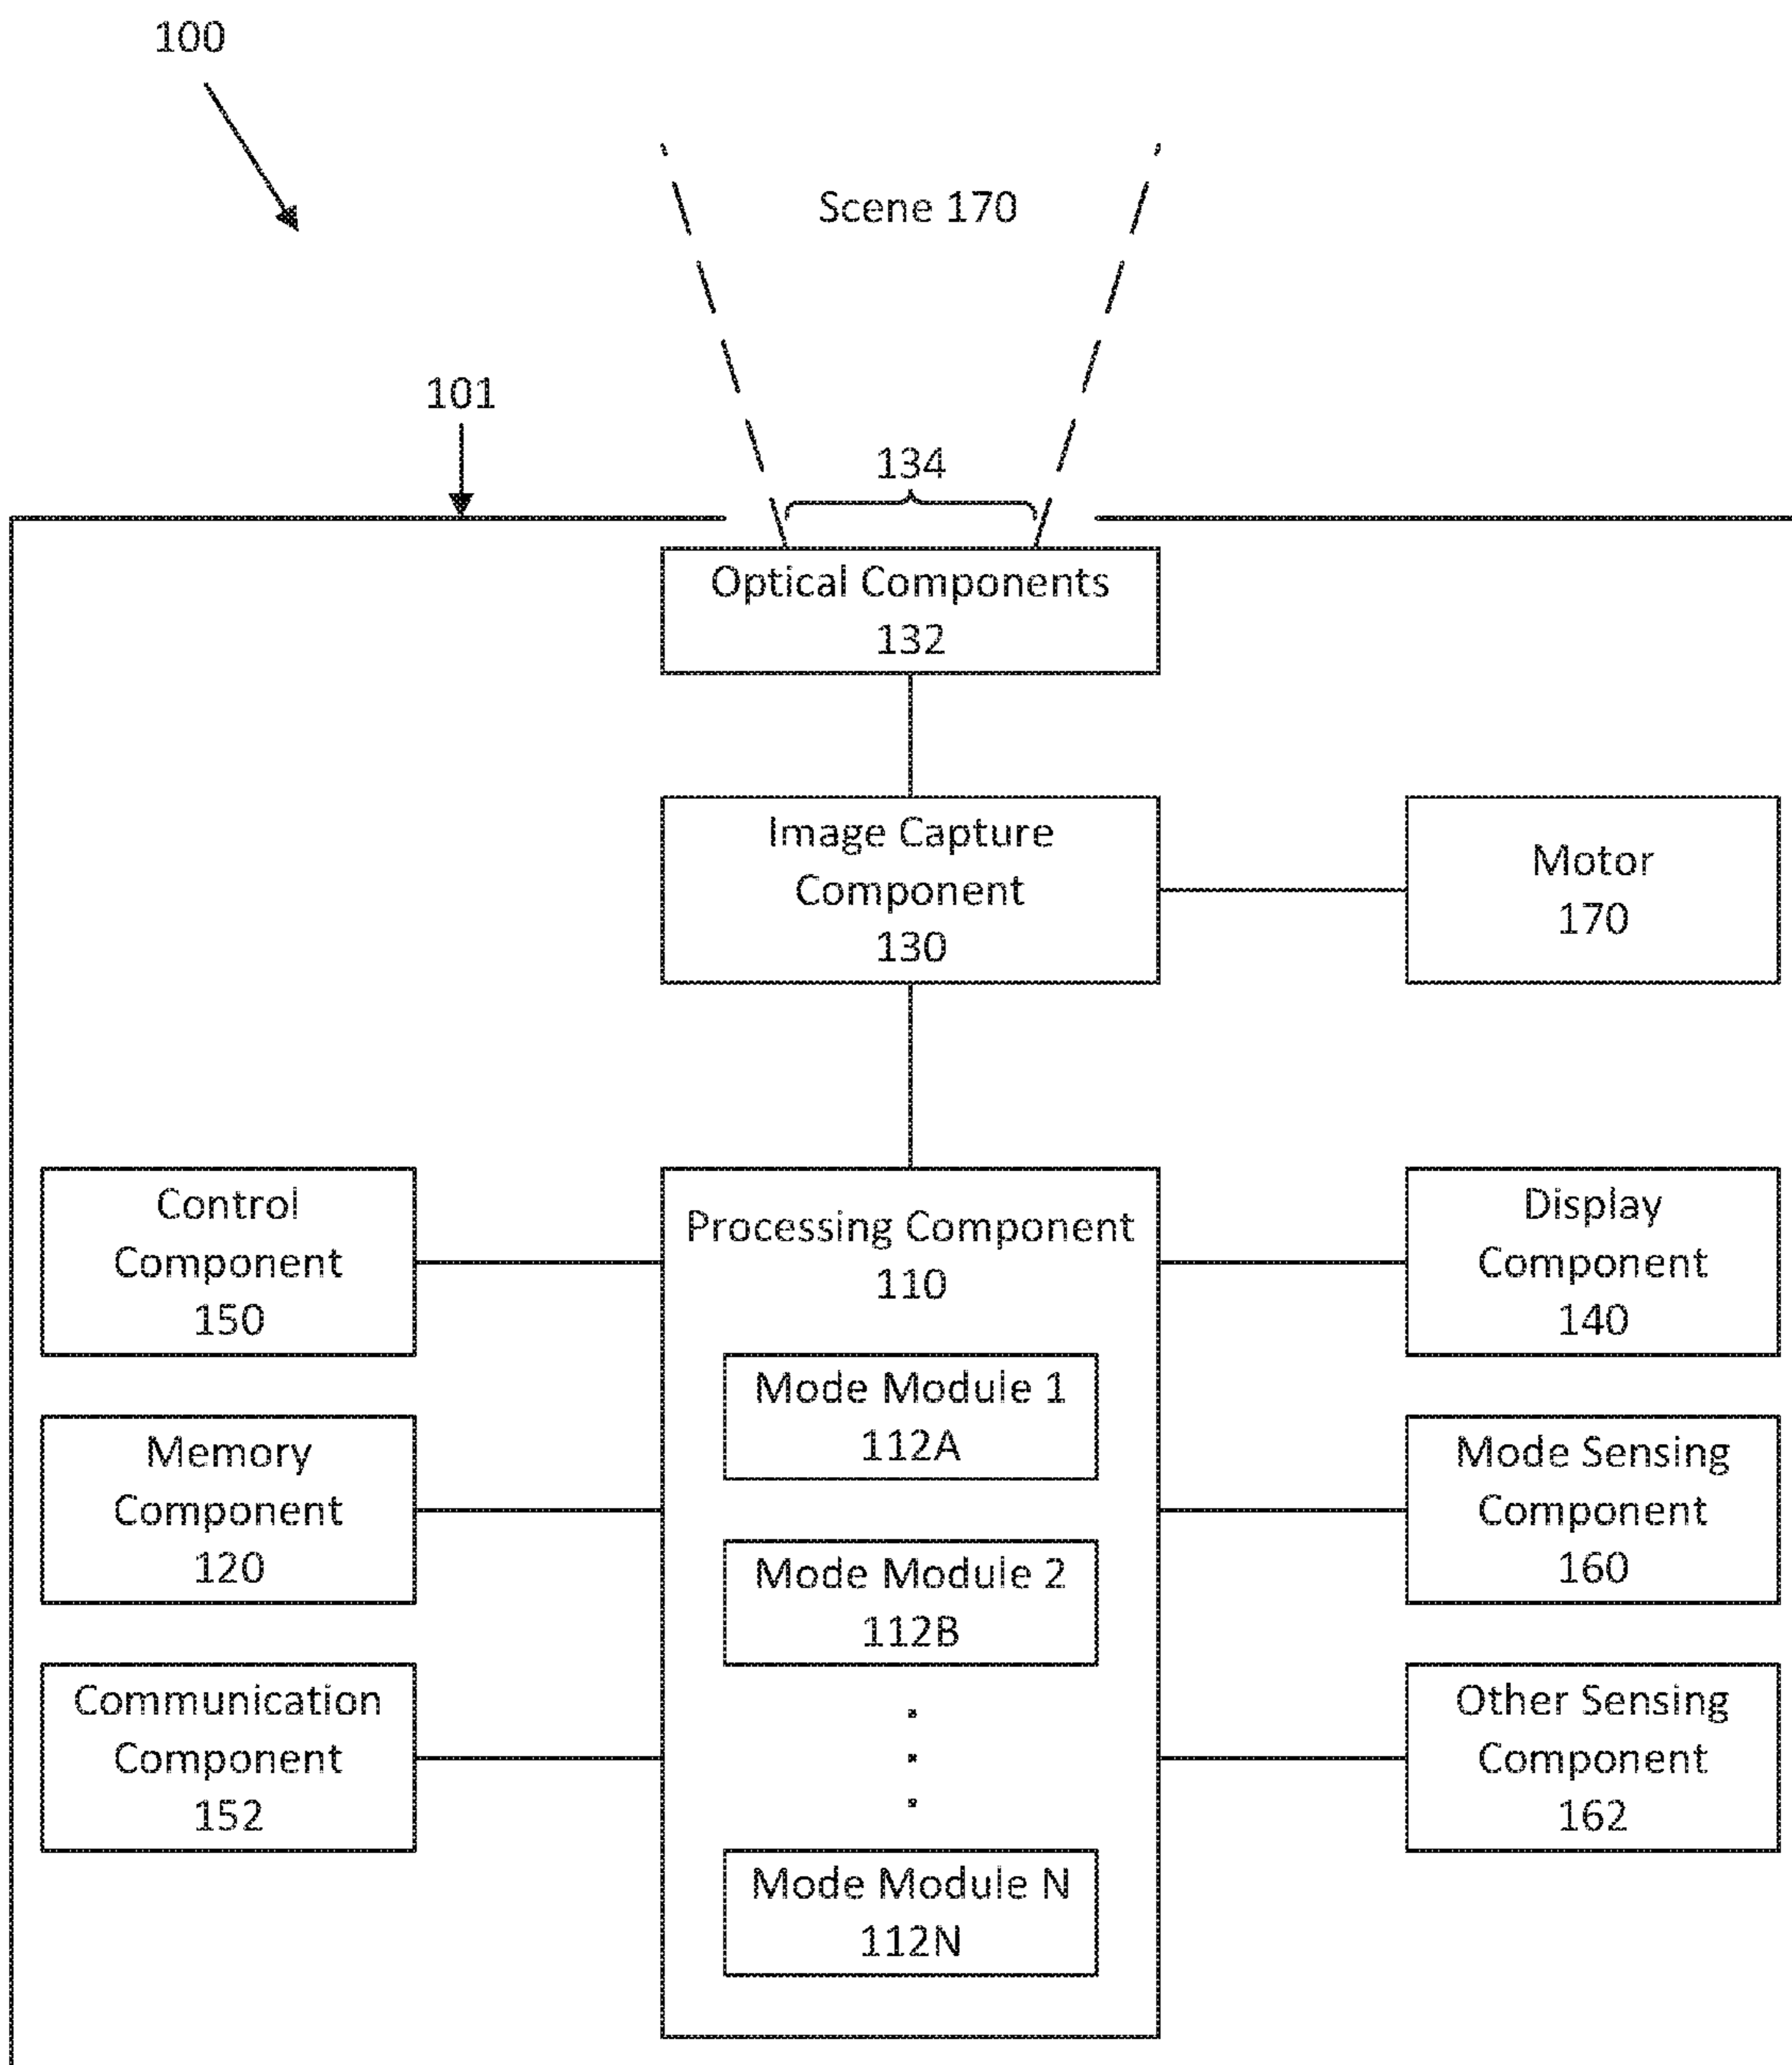 100
Scene 170
101
134
Optical Components
132
Image Capture
Component
130
Motor
170
Control
Component
150
Processing Component
110
Display
Component
140
Mode Module 1
112A
Memory
Component
120
Mode Sensing
Component
160
Mode Module 2
112B
Communication
Component
152
Other Sensing
Component
162
Mode Module N
112N